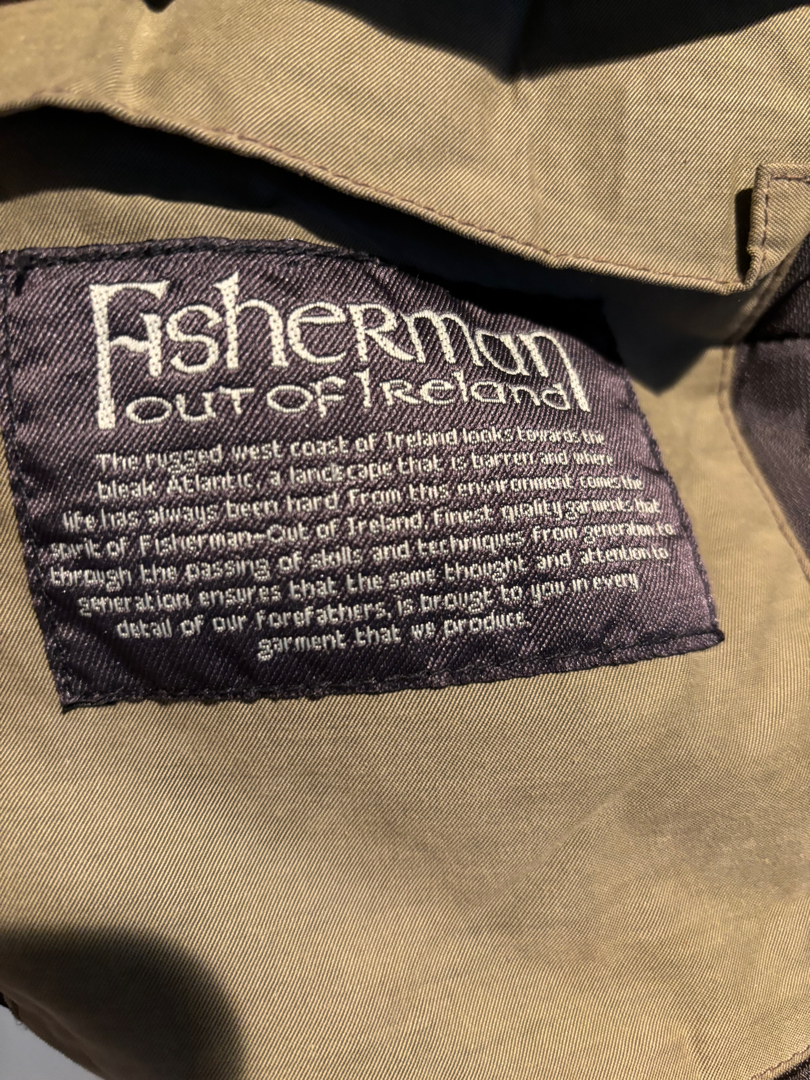 Fisherman
OUT OF IReland
The rugged west coast of Ireland looks towards the
bleak Atlantic, a landscape that is barren and where
life has always been hard. From this environment comes the
spirit of Fisherman-Out of Ireland. Finest quality garments that
through the passing of skills and techniques from generation to
generation ensures that the same thought and attention to
detail of our forefathers, is brougt to you in every
garment that we produce.